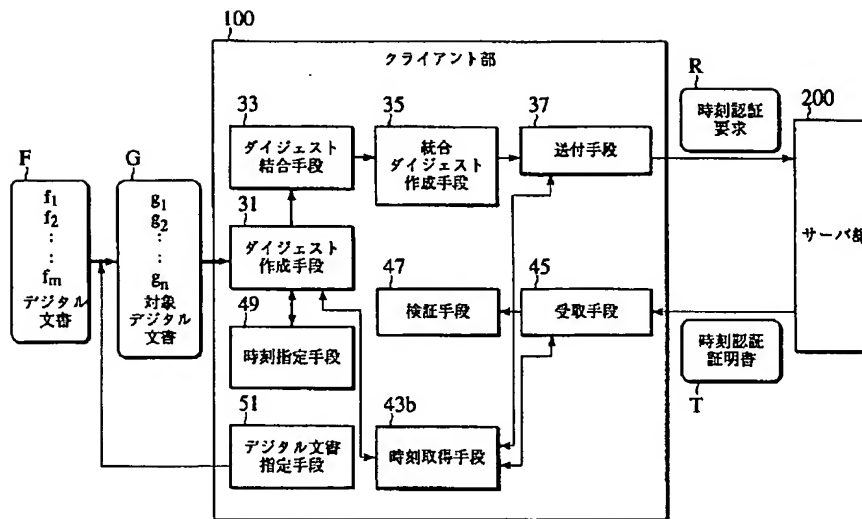 100
クライアント部
R
時刻認証
要求
200
サーバ部
33
ダイジェスト
結合手段
35
統合
ダイジェスト
作成手段
37
送付手段
F
f1
f2
:
:
fm
デジタル
文書
G
g1
g2
:
:
gn
対象
デジタル
文書
31
ダイジェスト
作成手段
47
検証手段
45
受取手段
49
時刻指定手段
時刻認証
証明書
T
51
デジタル文書
指定手段
43b
時刻取得手段